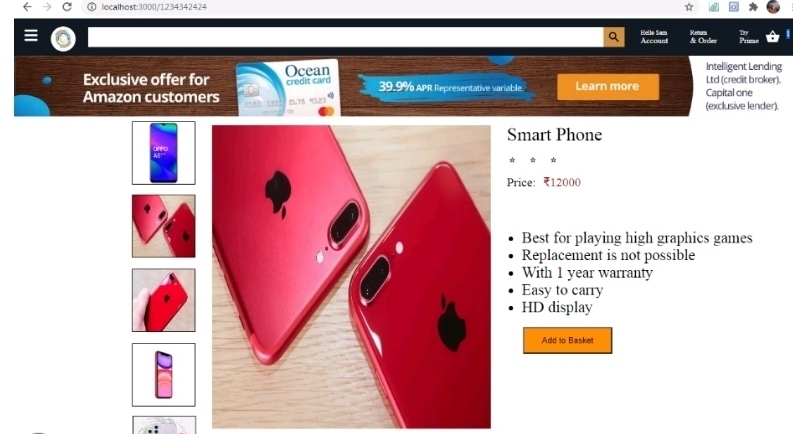 localhost:3000/1234342424
Hello Sam
Account
Return
& Order
Try
Prime
Exclusive offer for
Amazon customers
Ocean
credit card
39.9% APR Representative variable.
Learn more
Intelligent Lending
Ltd (credit broker).
Capital one
(exclusive lender).
OPPO
Smart Phone
Price: ₹12000
Best for playing high graphics games
Replacement is not possible
With 1 year warranty
Easy to carry
HD display
Add to Basket